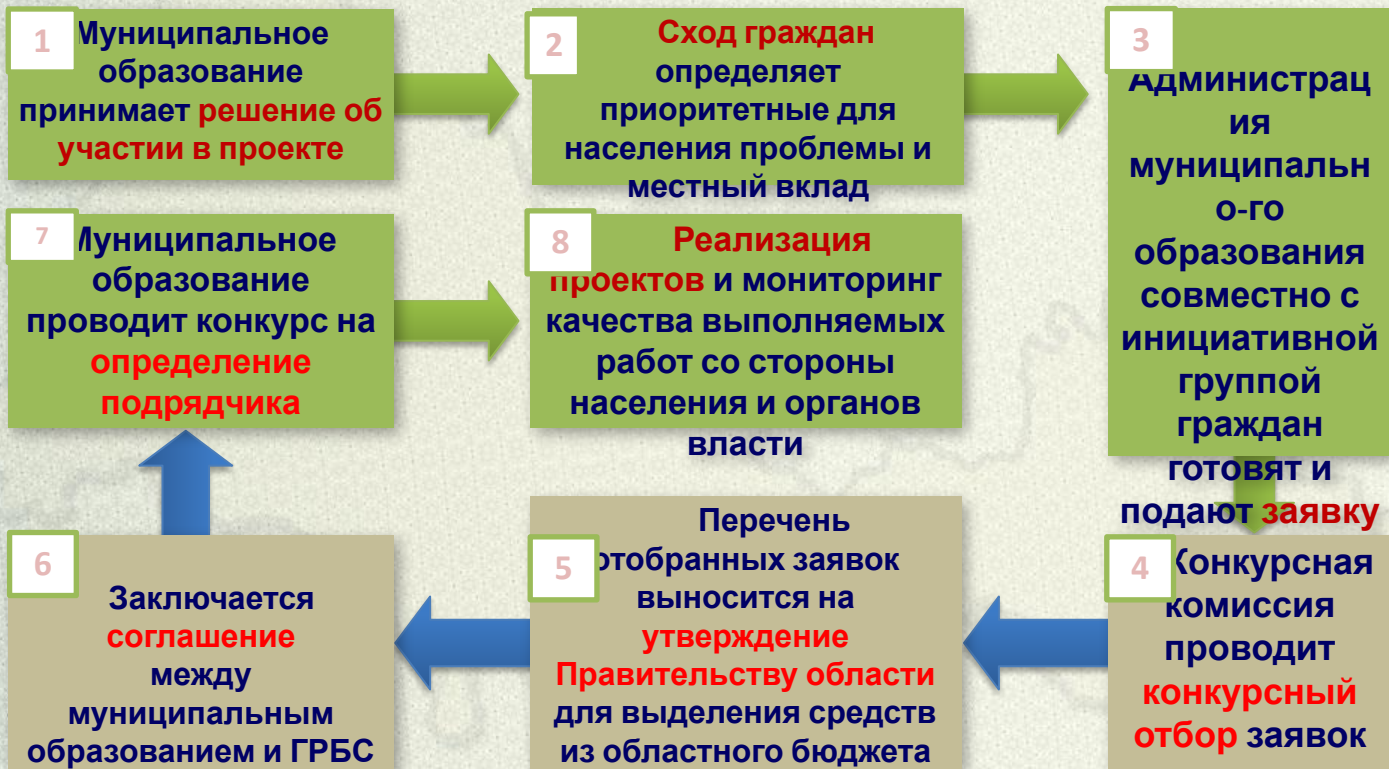 1
Муниципальное
образование
принимает решение об
участии в проекте
2
Сход граждан
определяет
приоритетные для
населения проблемы и
местный вклад
3
Администрац
ия
муниципальн
о-го
образования
совместно с
инициативной
группой
граждан
готовят и
подают заявку
4
Конкурсная
комиссия
проводит
конкурсный
отбор заявок
5
Перечень
отобранных заявок
выносится на
утверждение
Правительству области
для выделения средств
из областного бюджета
6
Заключается
соглашение
между
муниципальным
образованием и ГРБС
7
Муниципальное
образование
проводит конкурс на
определение
подрядчика
8
Реализация
проектов и мониторинг
качества выполняемых
работ со стороны
населения и органов
власти